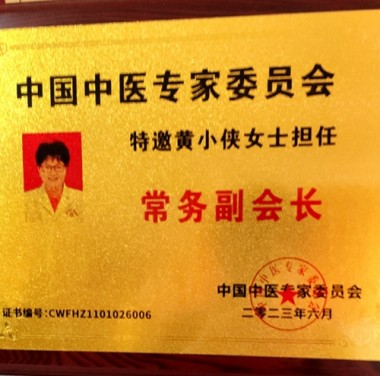 中国中医专家委员会
特邀黄小侠女士担任
常务副会长
中国中医专家委员会
二〇二三年六月
证书编号:CWFHZ1101026006